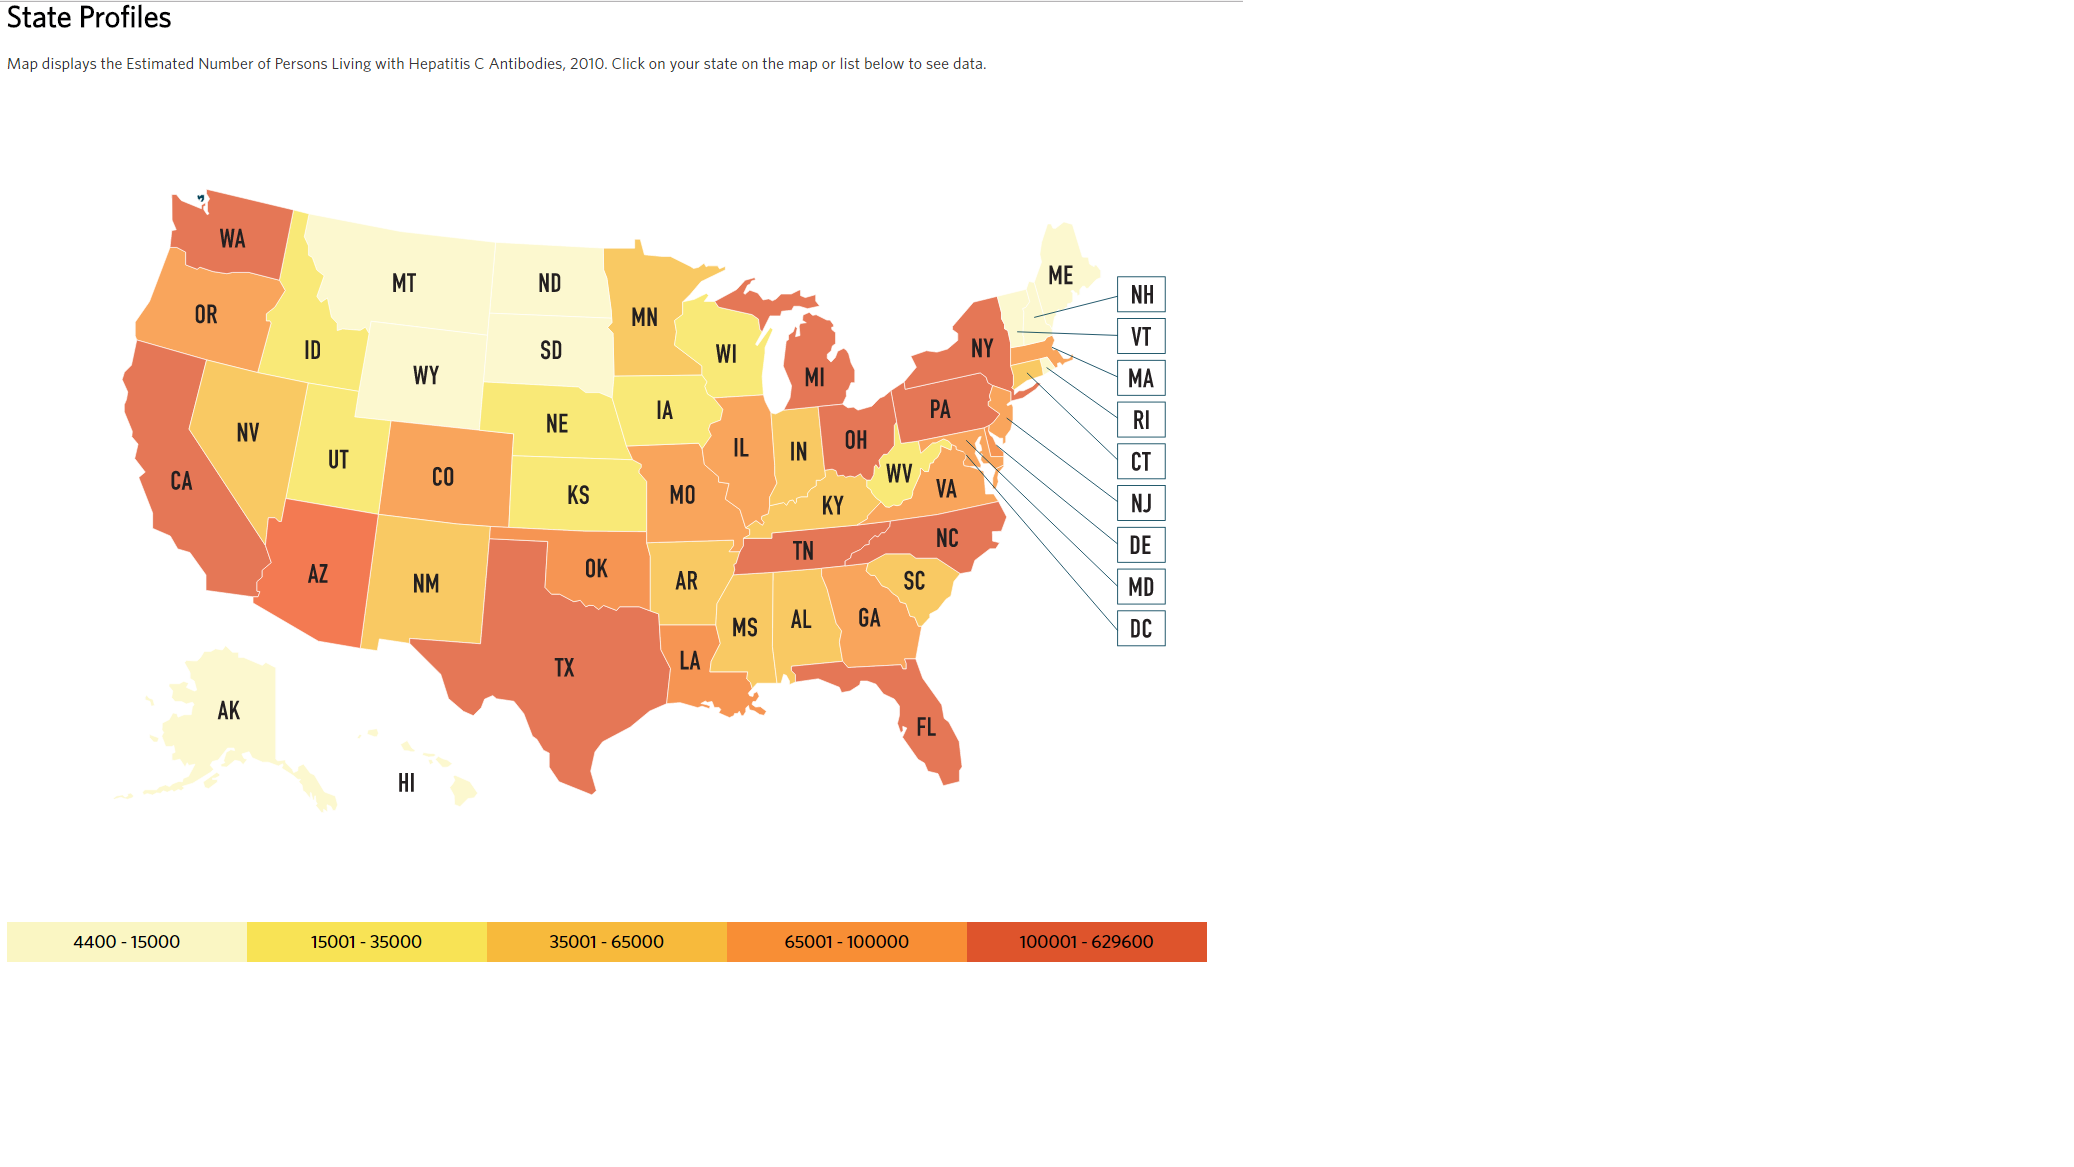 State Profiles
Map displays the Estimated Number of Persons Living with Hepatitis C Antibodies, 2010. Click on your state on the map or list below to see data.
WA
MT
ND
ME
NH
OR
MN
VT
ID
SD
WI
NY
WY
MI
MA
IA
PA
RI
NE
NV
OH
UT
IL
IN
CT
CO
WV
CA
KS
MO
VA
KY
NJ
NC
TN
DE
AZ
OK
NM
AR
SC
MD
GA
AL
MS
DC
LA
TX
AK
FL
HI
4400 - 15000
15001 - 35000
35001 - 65000
65001 - 100000
100001 - 629600